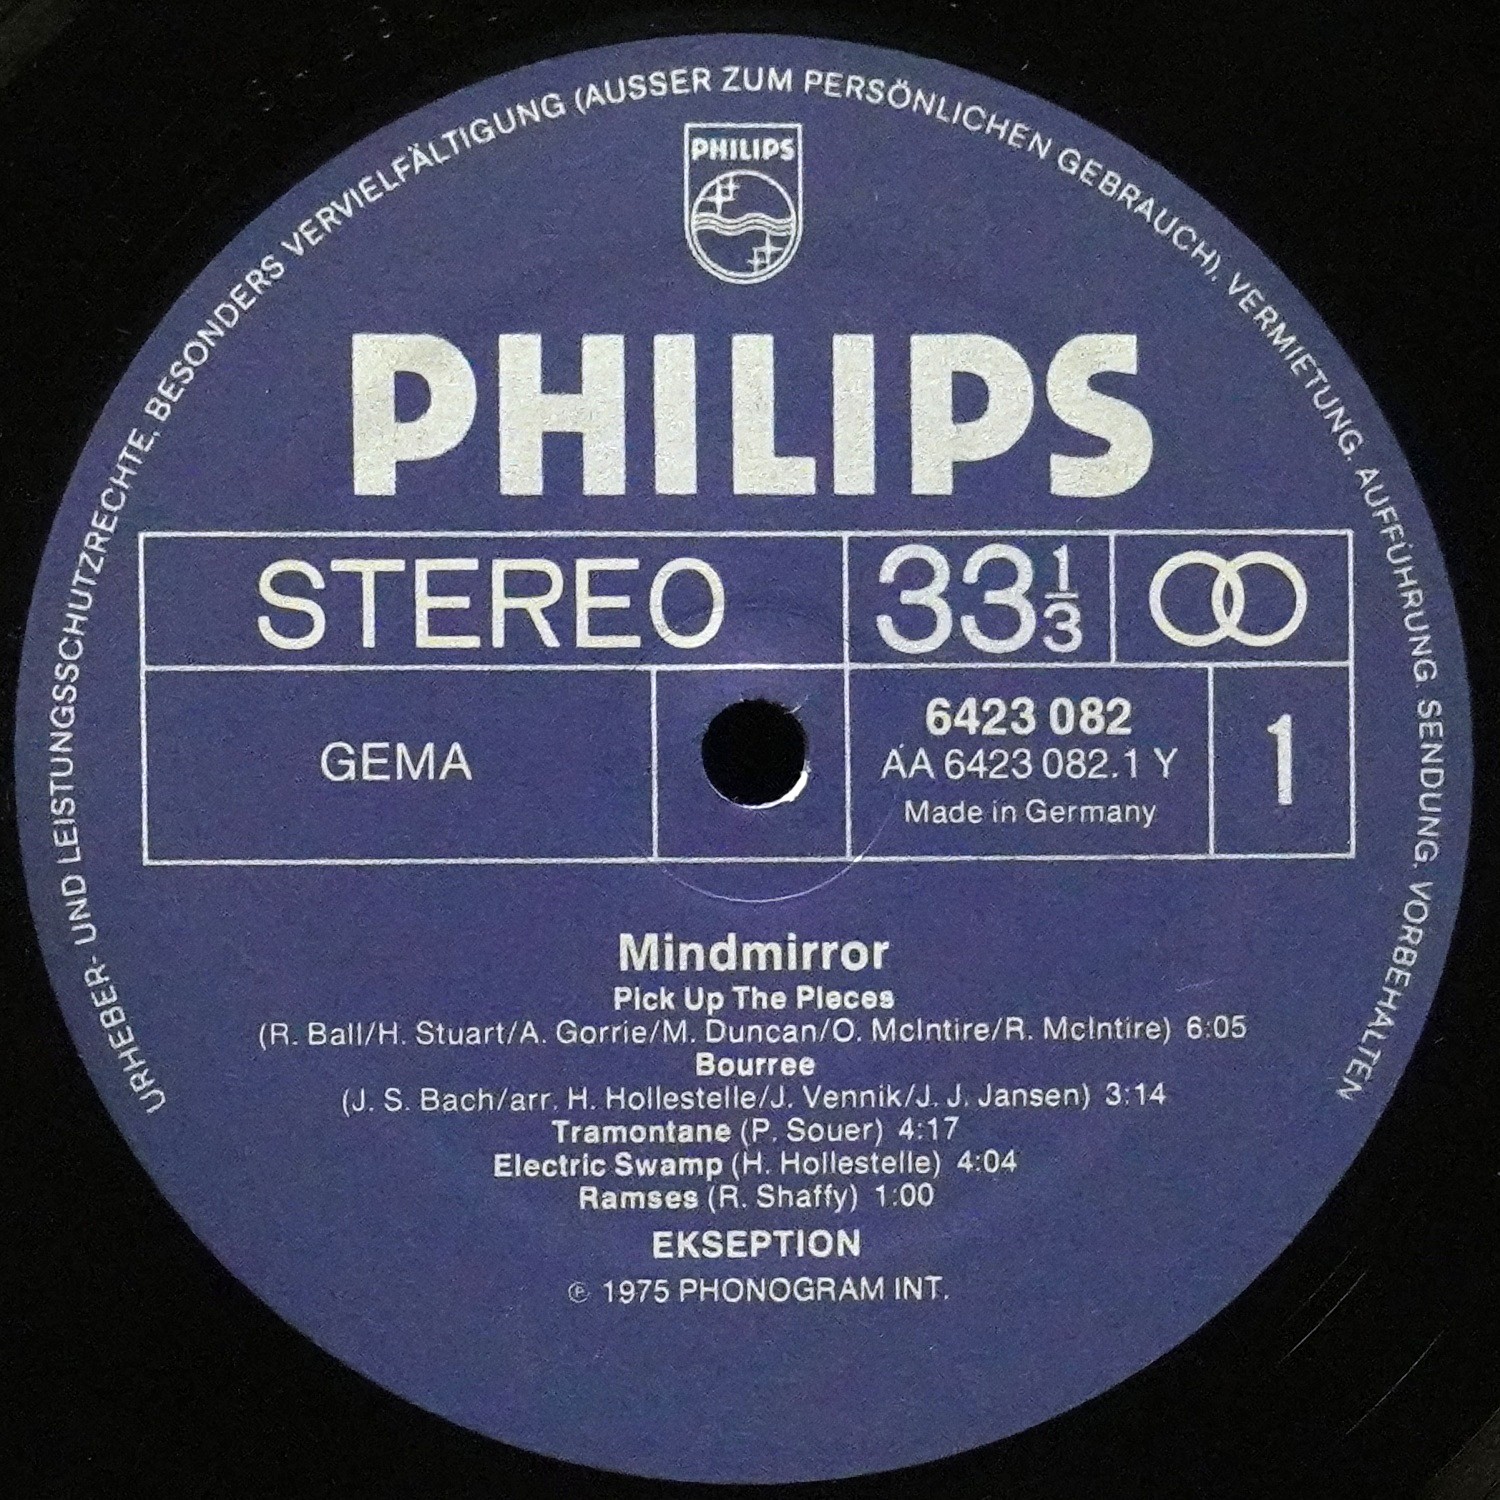 URHEBER- UND LEISTUNGSSCHUTZRECHTE, BESONDERS VERVIELFÄLTIGUNG (AUSSER ZUM PERSÖNLICHEN GEBRAUCH), VERMIETUNG, AUFFÜHRUNG, SENDUNG, VORBEHALTEN
PHILIPS
PHILIPS
STEREO
33 1/3
GEMA
6423 082
AA 6423 082.1 Y
Made in Germany
1
Mindmirror
Pick Up The Pieces
(R. Ball/H. Stuart/A. Gorrie/M. Duncan/O. McIntire/R. McIntire) 6:05
Bourree
(J. S. Bach/arr. H. Hollestelle/J. Vennik/J. J. Jansen) 3:14
Tramontane (P. Souer) 4:17
Electric Swamp (H. Hollestelle) 4:04
Ramses (R. Shaffy) 1:00
EKSEPTION
℗ 1975 PHONOGRAM INT.